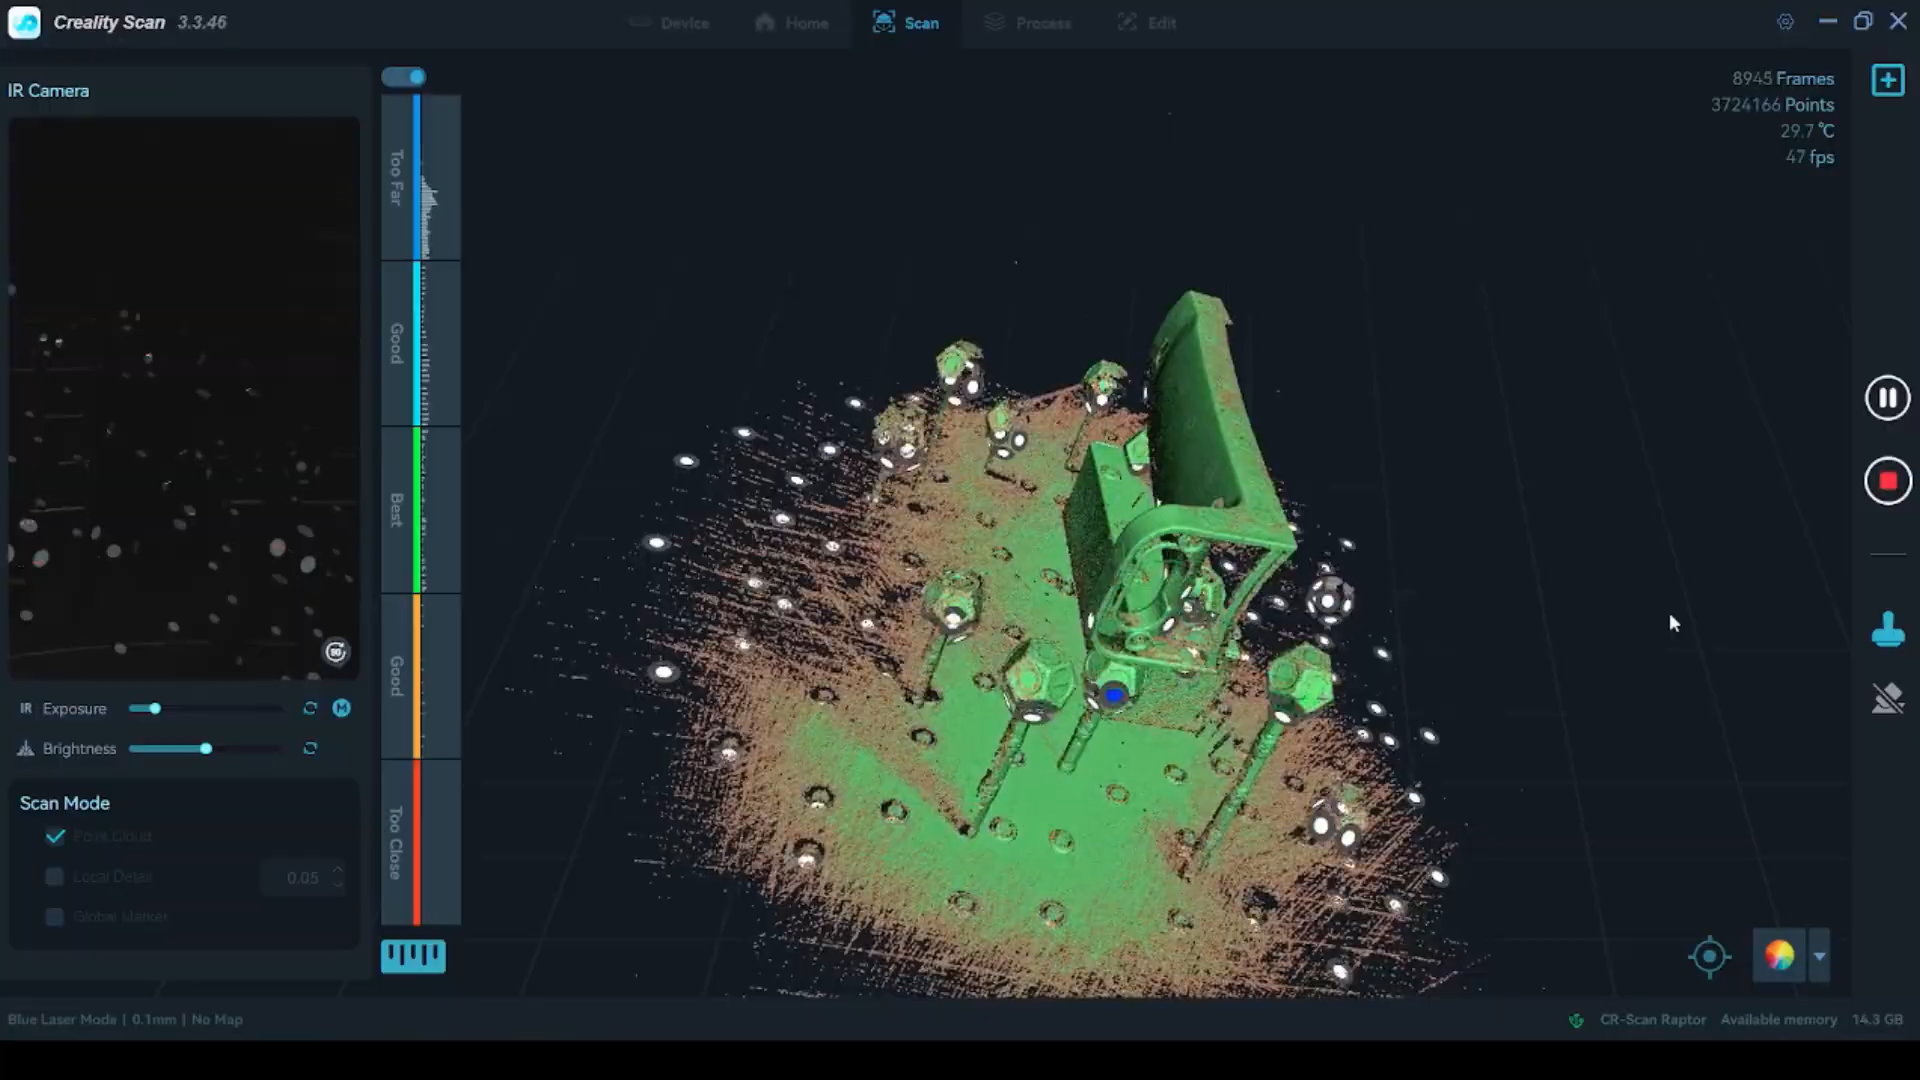 Creality Scan 3.3.46
Device
Home
Scan
Process
Edit
IR Camera
8945 Frames
3724166 Points
29.7 ℃
47 fps
Too Far
Good
Best
Good
Too Close
90
IR Exposure
M
Brightness
Scan Mode
Point Cloud
Local Detail
0.05
Global Marker
Blue Laser Mode | 0.1mm | No Map
CR-Scan Raptor Available memory 14.3 GB